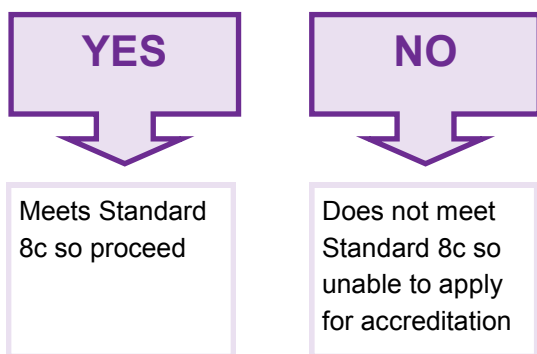 YES
Meets Standard
8c so proceed
NO
Does not meet
Standard 8c so
unable to apply
for accreditation